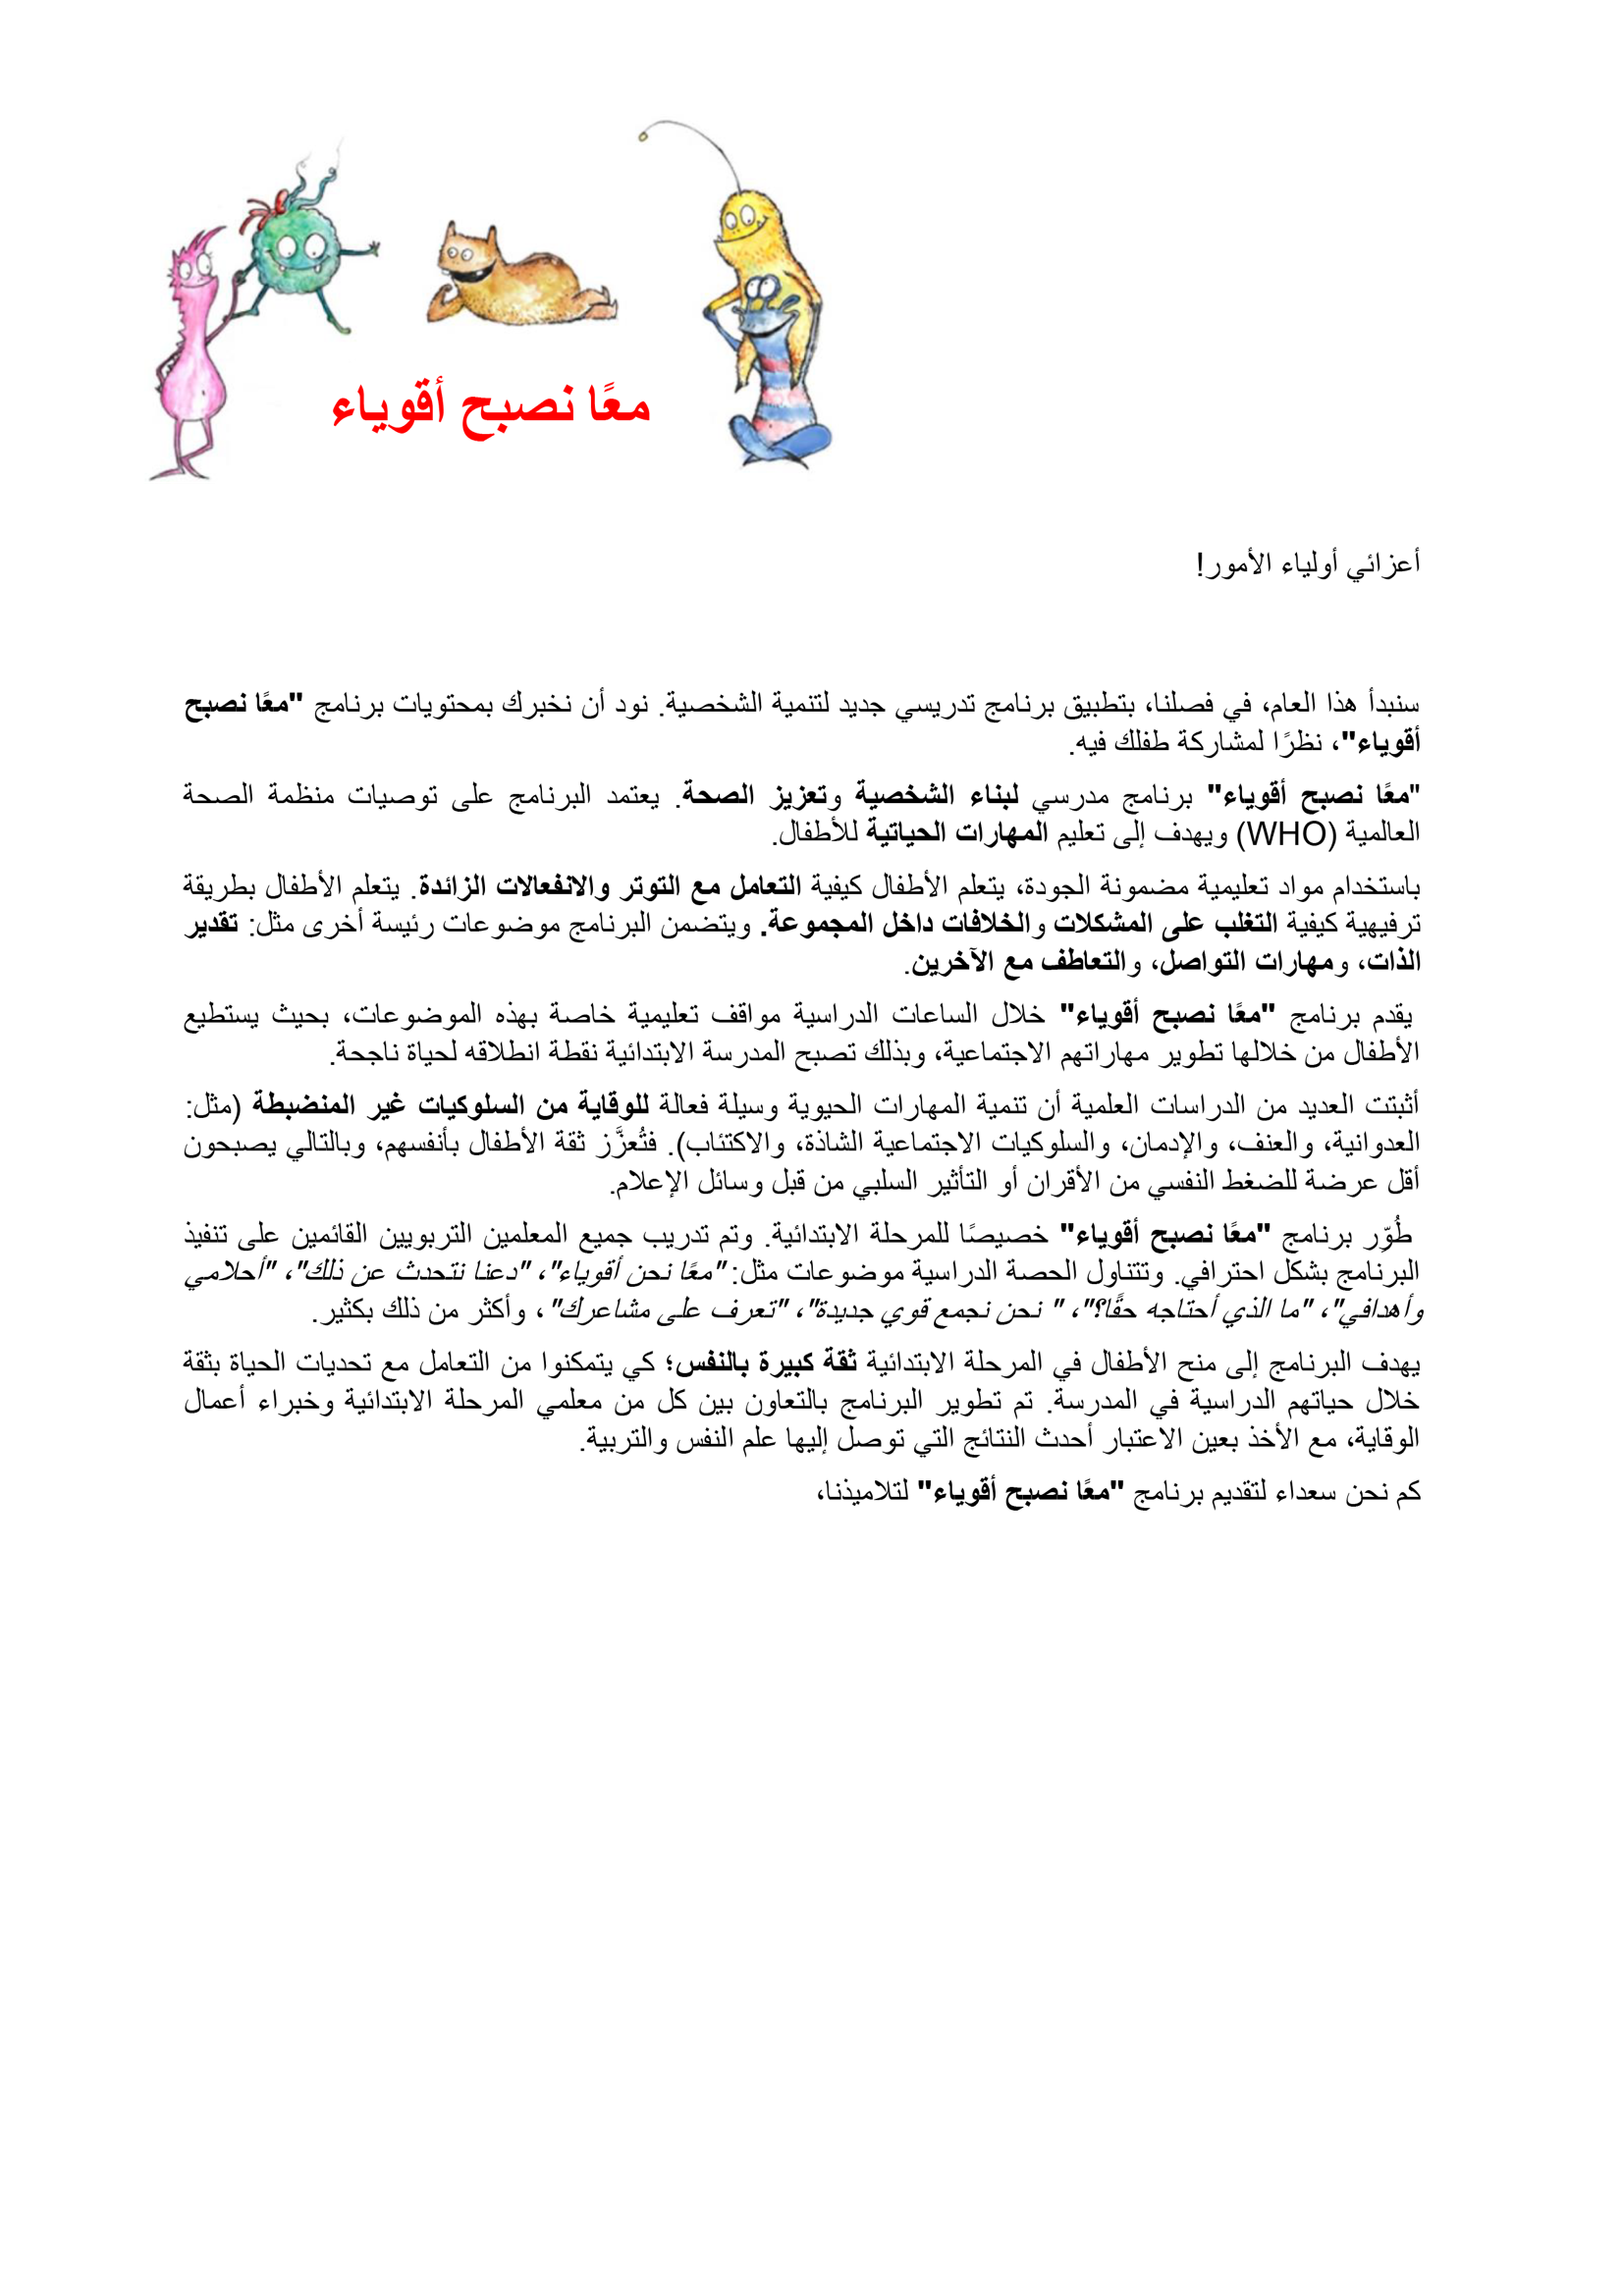 معًا نصبح أقوياء
أعزائي أولياء الأمور!
سنبدأ هذا العام، في فصلنا، بتطبيق برنامج تدريسي جديد لتنمية الشخصية. نود أن نخبرك بمحتويات برنامج "معًا نصبح
أقوياء"، نظرًا لمشاركة طفلك فيه.
"معًا نصبح أقوياء" برنامج مدرسي لبناء الشخصية وتعزيز الصحة. يعتمد البرنامج على توصيات منظمة الصحة
العالمية (WHO) ويهدف إلى تعليم المهارات الحياتية للأطفال.
باستخدام مواد تعليمية مضمونة الجودة، يتعلم الأطفال كيفية التعامل مع التوتر والانفعالات الزائدة. يتعلم الأطفال بطريقة
ترفيهية كيفية التغلب على المشكلات والخلافات داخل المجموعة. ويتضمن البرنامج موضوعات رئيسة أخرى مثل: تقدير
الذات، ومهارات التواصل، والتعاطف مع الآخرين.
يقدم برنامج "معًا نصبح أقوياء" خلال الساعات الدراسية مواقف تعليمية خاصة بهذه الموضوعات، بحيث يستطيع
الأطفال من خلالها تطوير مهاراتهم الاجتماعية، وبذلك تصبح المدرسة الابتدائية نقطة انطلاقه لحياة ناجحة.
أثبتت العديد من الدراسات العلمية أن تنمية المهارات الحيوية وسيلة فعالة للوقاية من السلوكيات غير المنضبطة (مثل:
العدوانية، والعنف، والإدمان، والسلوكيات الاجتماعية الشاذة، والاكتئاب). فتُعزَّز ثقة الأطفال بأنفسهم، وبالتالي يصبحون
أقل عرضة للضغط النفسي من الأقران أو التأثير السلبي من قبل وسائل الإعلام.
طُوِّر برنامج "معًا نصبح أقوياء" خصيصًا للمرحلة الابتدائية. وتم تدريب جميع المعلمين التربويين القائمين على تنفيذ
البرنامج بشكل احترافي. وتتناول الحصة الدراسية موضوعات مثل: "معًا نحن أقوياء"، "دعنا نتحدث عن ذلك"، "أحلامي
وأهدافي"، "ما الذي أحتاجه حقًا؟"، " نحن نجمع قوي جديدة"، "تعرف على مشاعرك"، وأكثر من ذلك بكثير.
يهدف البرنامج إلى منح الأطفال في المرحلة الابتدائية ثقة كبيرة بالنفس؛ كي يتمكنوا من التعامل مع تحديات الحياة بثقة
خلال حياتهم الدراسية في المدرسة. تم تطوير البرنامج بالتعاون بين كل من معلمي المرحلة الابتدائية وخبراء أعمال
الوقاية، مع الأخذ بعين الاعتبار أحدث النتائج التي توصل إليها علم النفس والتربية.
كم نحن سعداء لتقديم برنامج "معًا نصبح أقوياء" لتلاميذنا،